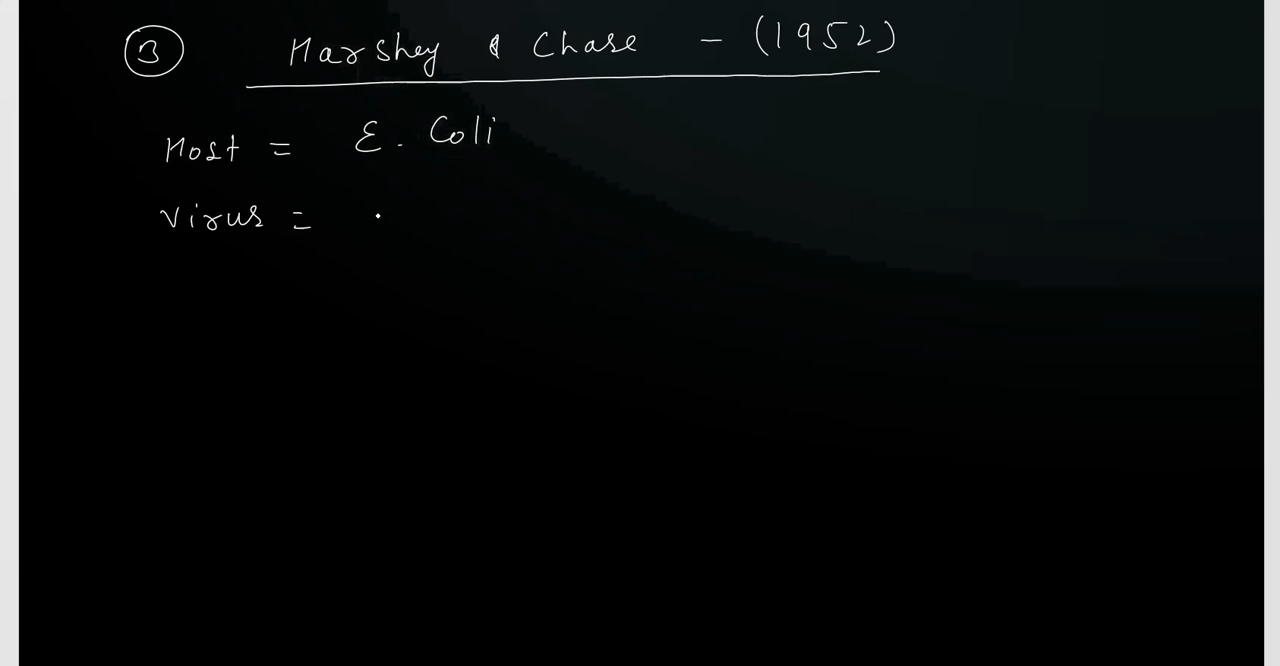 3 Harshey & Chase - (1952)
Host = E. Coli
Virus =